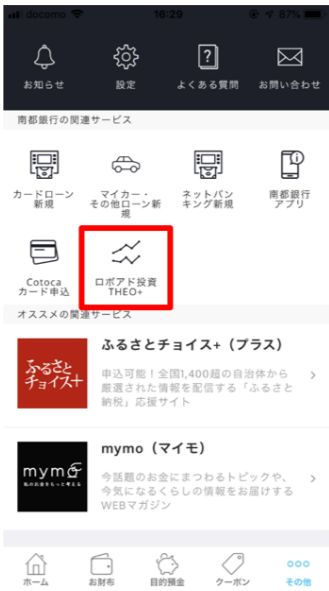 docomo
16:29
87%
お知らせ
設定
よくある質問
お問い合わせ
南都銀行の関連サービス
カードローン
新規
マイカー・
その他ローン新
規
ネットバン
キング新規
南都銀行
アプリ
Cotoca
カード申込
ロボアド投資
THEO+
オススメの関連サービス
ふるさと
チョイス+
ふるさとチョイス+（プラス）
申込可能！全国1,400超の自治体から
厳選された情報を配信する「ふるさと
納税」応援サイト
mymo
私のお金をもっと考える
mymo（マイモ）
今話題のお金にまつわるトピックや、
今気になるくらしの情報をお届けする
WEBマガジン
ホーム
お財布
目的預金
クーポン
その他